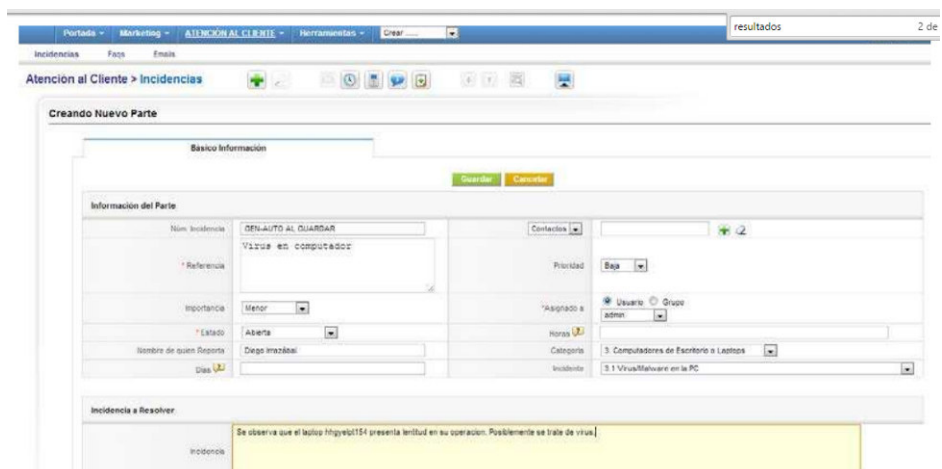 resultados 2 de
Portada Marketing ATENCIÓN AL CLIENTE Herramientas Crear .....
Incidencias Faqs Emails
Atención al Cliente > Incidencias
Creando Nuevo Parte
Básico Información
Guardar Cancelar
Información del Parte
Núm. Incidencia GEN-AUTO AL GUARDAR Contactos
* Referencia Virus en computador Prioridad Baja
Importancia Menor *Asignado a Usuario Grupo
admin
* Estado Abierta Horas
Nombre de quien Reporta Diego Irrazábal Categoría 3. Computadores de Escritorio o Laptops
Días Incidente 3.1 Virus/Malware en la PC
Incidencia a Resolver
Incidencia Se observa que el laptop hhgyelpt154 presenta lentitud en su operacion. Posiblemente se trate de virus.